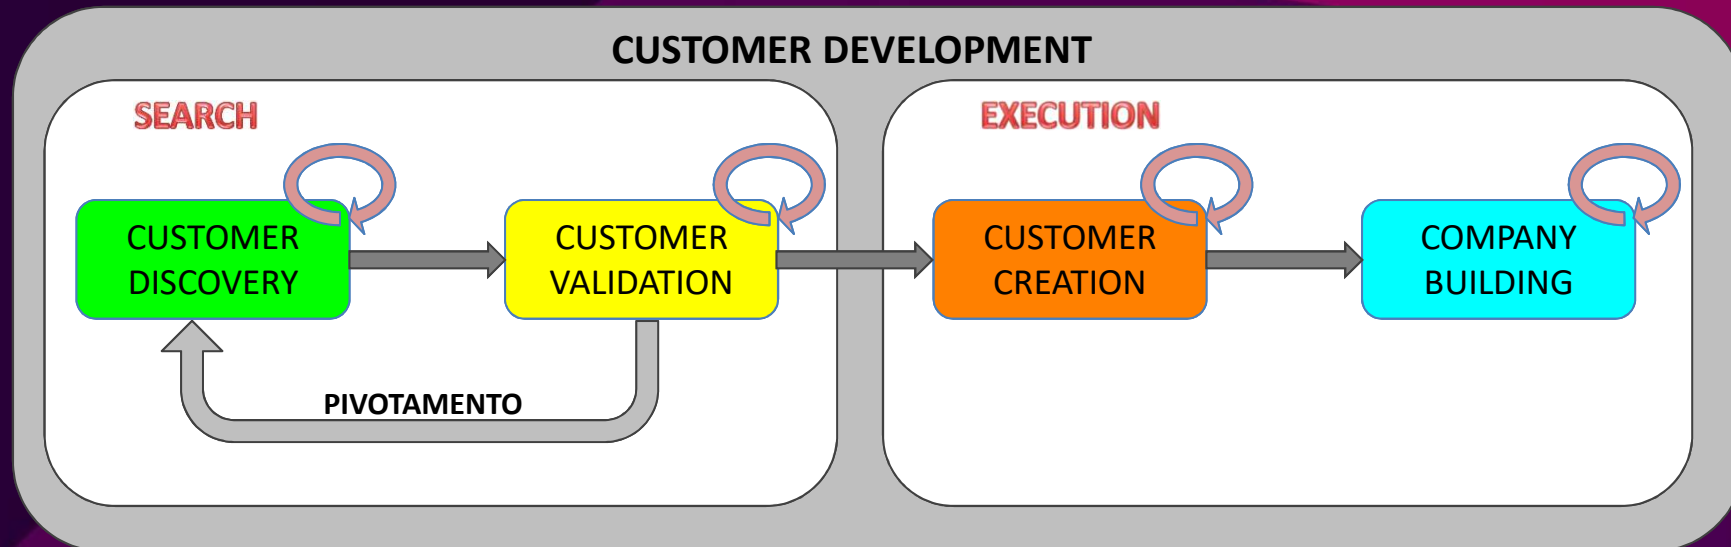 CUSTOMER DEVELOPMENT
SEARCH
EXECUTION
CUSTOMER
DISCOVERY
CUSTOMER
VALIDATION
CUSTOMER
CREATION
COMPANY
BUILDING
PIVOTAMENTO